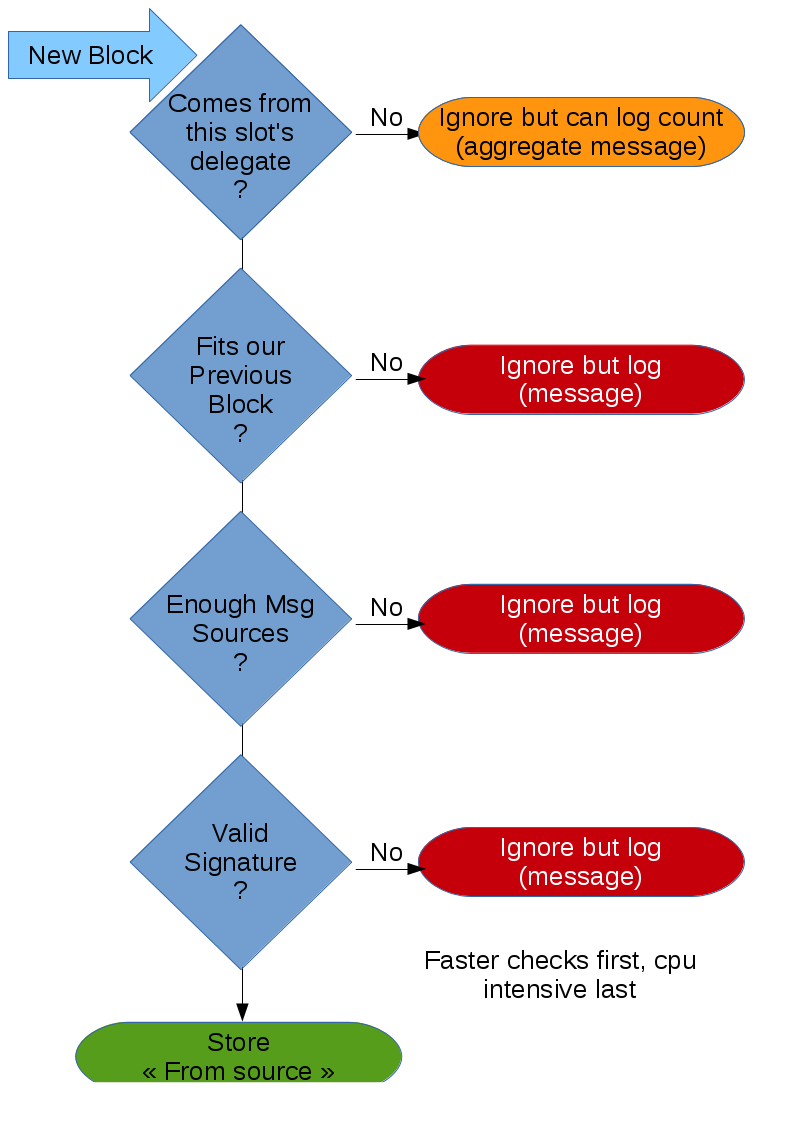 New Block
Comes from
this slot's
delegate
?
No
Ignore but can log count
(aggregate message)
Fits our
Previous
Block
?
No
Ignore but log
(message)
Enough Msg
Sources
?
No
Ignore but log
(message)
Valid
Signature
?
No
Ignore but log
(message)
Faster checks first, cpu
intensive last
Store
« From source »